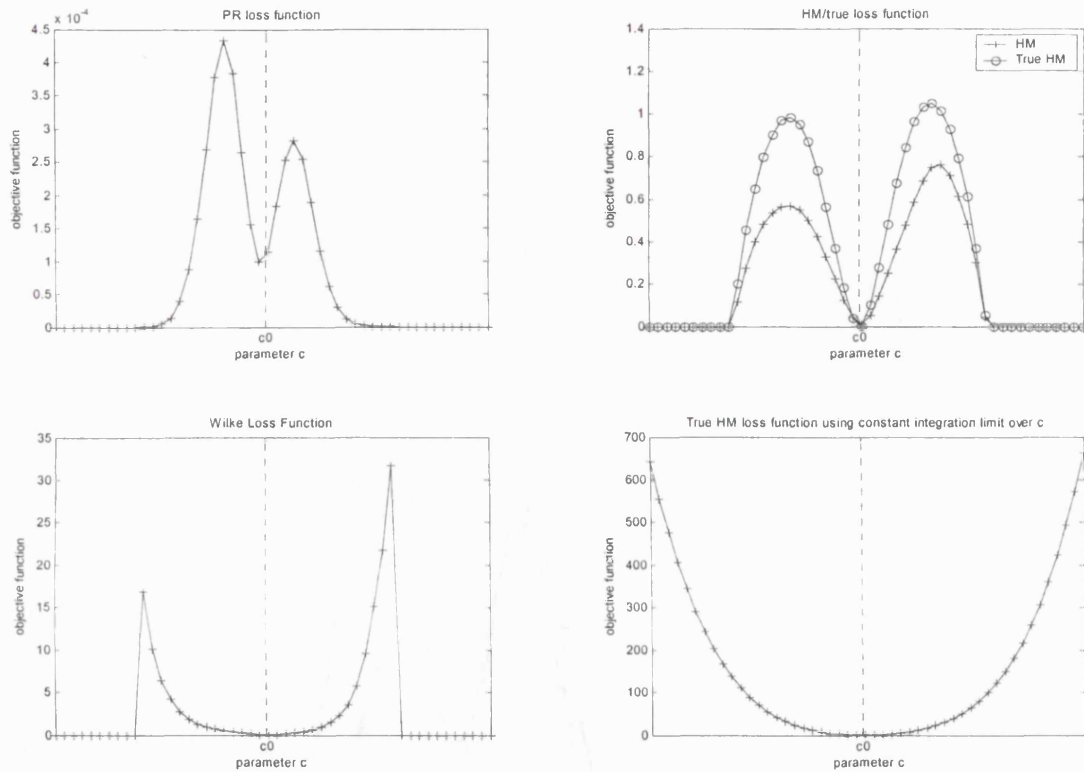 PR loss function
x 10-4
4.5
4
3.5
3
2.5
2
1.5
1
0.5
0
objective function
c0
parameter c
HM/true loss function
1.4
1.2
1
0.8
0.6
0.4
0.2
0
objective function
HM
True HM
c0
parameter c
Wilke Loss Function
35
30
25
20
15
10
5
0
objective function
c0
parameter c
True HM loss function using constant integration limit over c
700
600
500
400
300
200
100
0
objective function
c0
parameter c